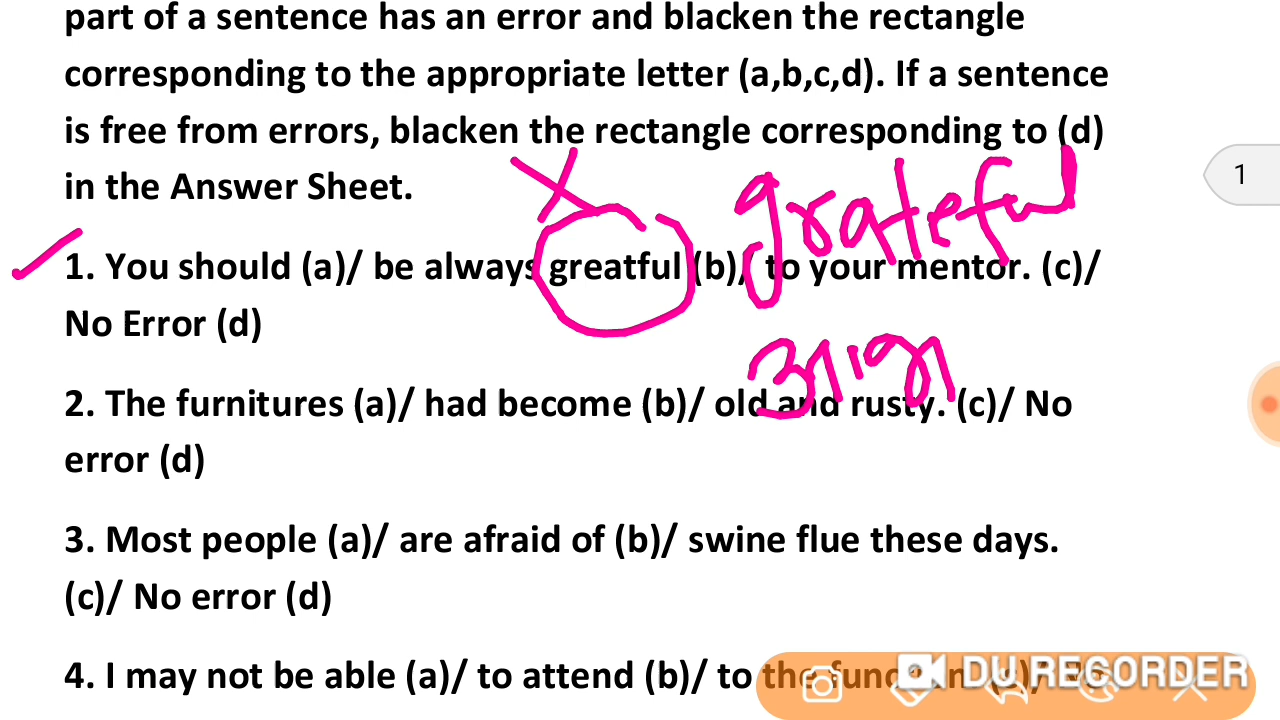 part of a sentence has an error and blacken the rectangle
corresponding to the appropriate letter (a,b,c,d). If a sentence
is free from errors, blacken the rectangle corresponding to (d)
in the Answer Sheet.
grateful
1. You should (a)/ be always greatful (b)/ to your mentor. (c)/
No Error (d)
2. The furnitures (a)/ had become (b)/ old and rusty. (c)/ No
error (d)
3. Most people (a)/ are afraid of (b)/ swine flue these days.
(c)/ No error (d)
4. I may not be able (a)/ to attend (b)/ to the function
DU RECORDER
1